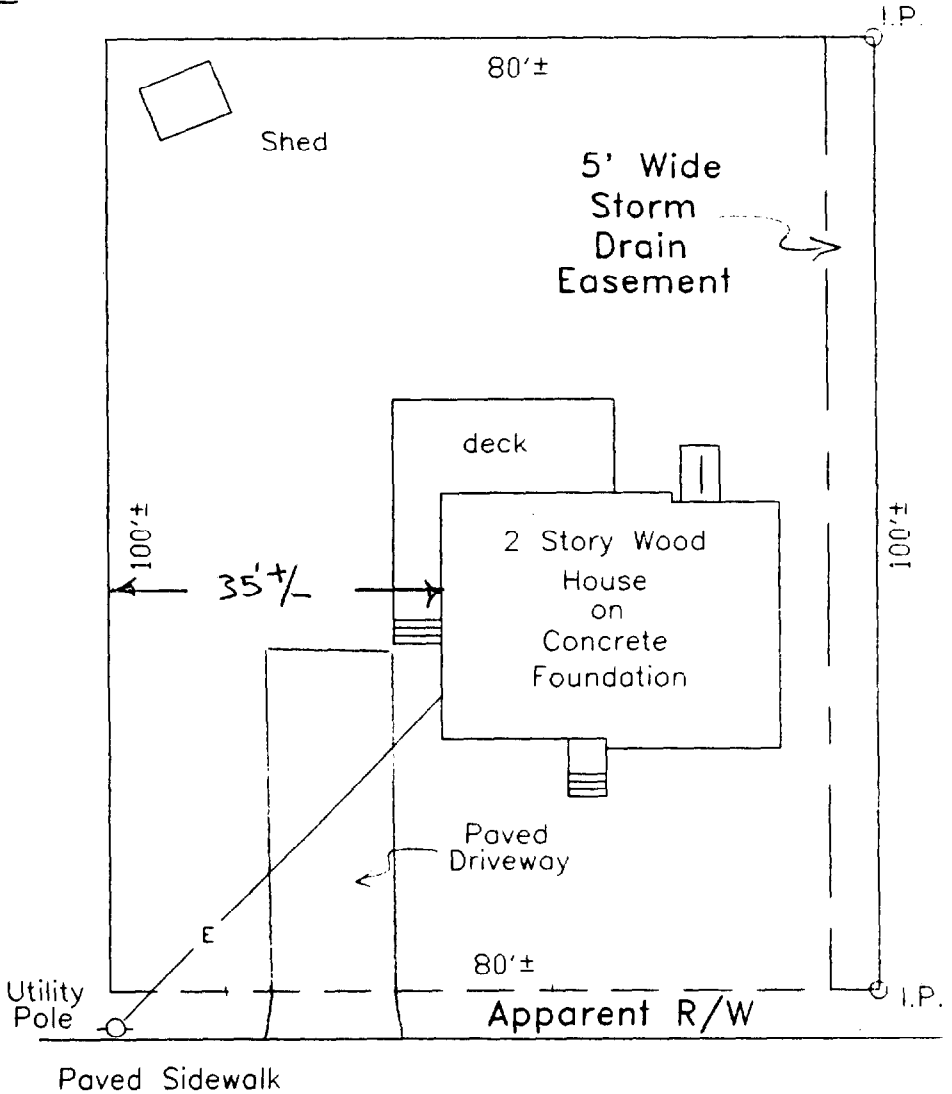 I.P.
80'±
Shed
5' Wide
Storm
Drain
Easement
deck
100'±
35'+/-
2 Story Wood
House
on
Concrete
Foundation
100'±
Paved
Driveway
E
80'±
Utility
Pole
I.P.
Apparent R/W
Paved Sidewalk